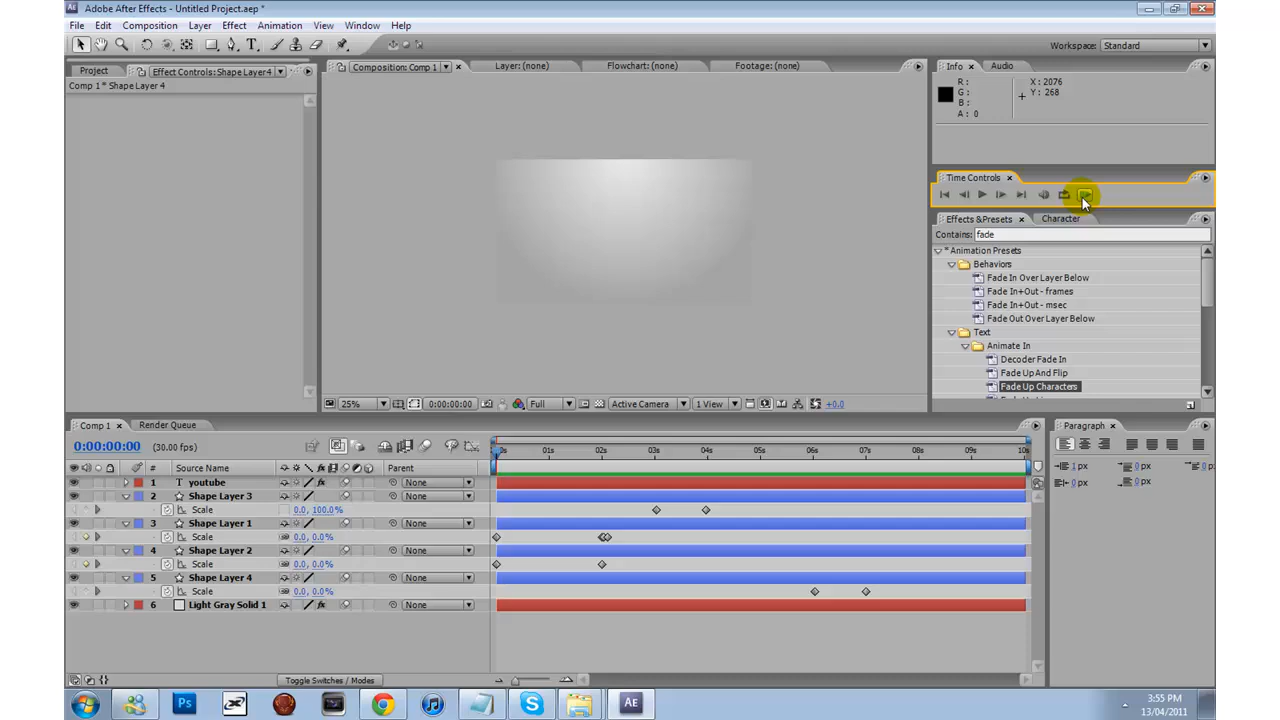 Adobe After Effects - Untitled Project.aep *
File Edit Composition Layer Effect Animation View Window Help
Workspace: Standard
Project Effect Controls: Shape Layer 4
Comp 1 * Shape Layer 4
Composition: Comp 1 Layer: (none) Flowchart: (none) Footage: (none)
Info Audio
R : X : 2076
G : Y : 268
B :
A : 0
Time Controls
Effects & Presets Character
Contains: fade
* Animation Presets
Behaviors
Fade In Over Layer Below
Fade In+Out - frames
Fade In+Out - msec
Fade Out Over Layer Below
Text
Animate In
Decoder Fade In
Fade Up And Flip
Fade Up Characters
25% 0:00:00:00 Full Active Camera 1 View +0.0
Comp 1 Render Queue
Paragraph
0:00:00:00 (30.00 fps)
0s 01s 02s 03s 04s 05s 06s 07s 08s 09s 10s
# Source Name Parent
1 T youtube None
2 Shape Layer 3 None
Scale 0.0, 100.0%
3 Shape Layer 1 None
Scale 0.0, 0.0%
4 Shape Layer 2 None
Scale 0.0, 0.0%
5 Shape Layer 4 None
Scale 0.0, 0.0%
6 Light Gray Solid 1 None
1 px 0 px 0 px
0 px 0 px
Toggle Switches / Modes
Ps AE
3:55 PM
13/04/2011